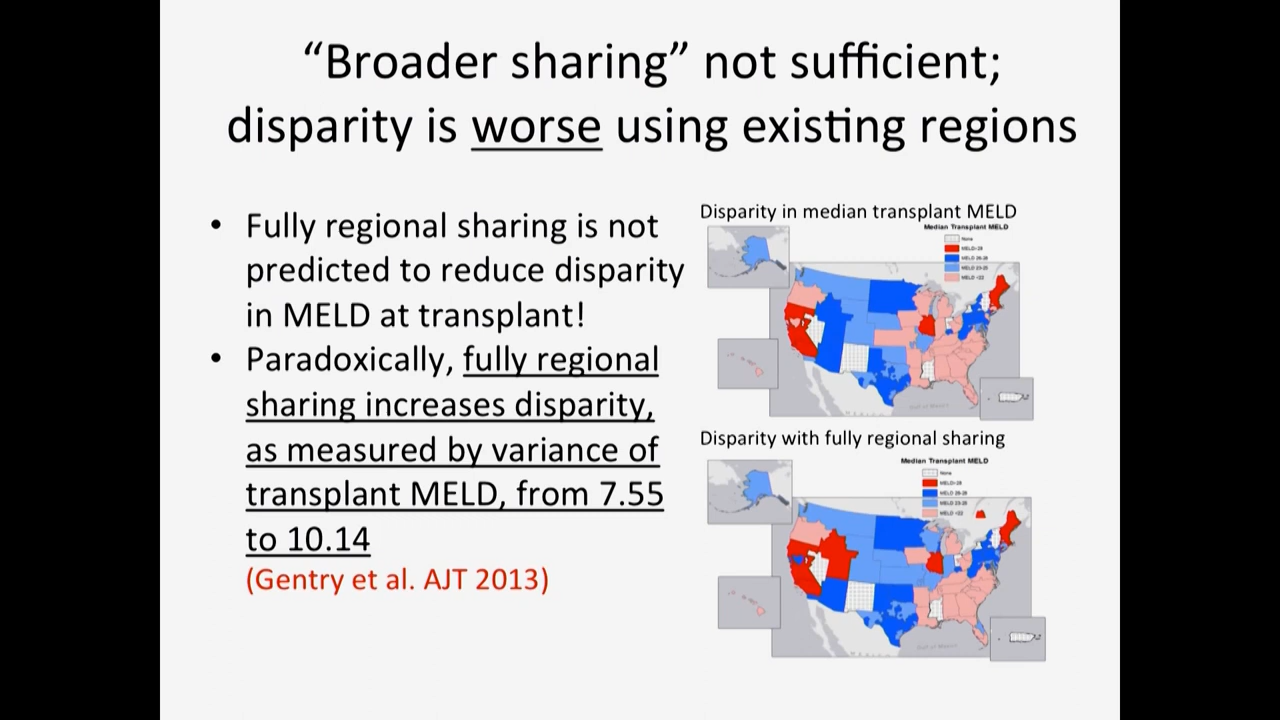 “Broader sharing” not sufficient;
disparity is worse using existing regions
• Fully regional sharing is not
predicted to reduce disparity
in MELD at transplant!
• Paradoxically, fully regional
sharing increases disparity,
as measured by variance of
transplant MELD, from 7.55
to 10.14
(Gentry et al. AJT 2013)
Disparity in median transplant MELD
Median Transplant MELD
None
Disparity with fully regional sharing
Median Transplant MELD
None